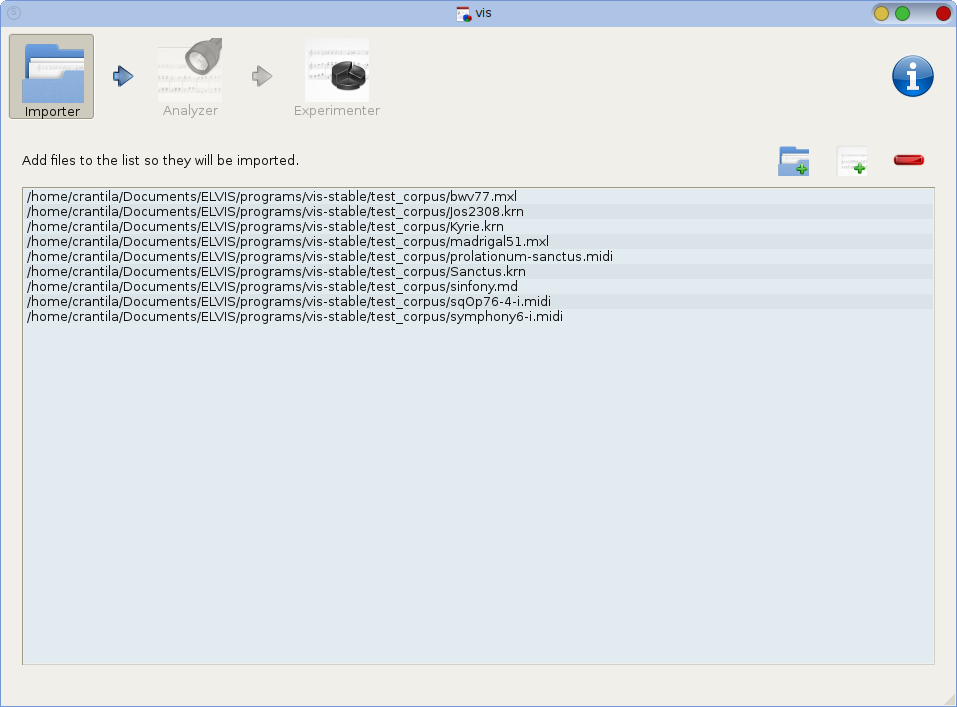 vis
Importer
Analyzer
Experimenter
Add files to the list so they will be imported.
/home/crantila/Documents/ELVIS/programs/vis-stable/test_corpus/bwv77.mxl
/home/crantila/Documents/ELVIS/programs/vis-stable/test_corpus/Jos2308.krn
/home/crantila/Documents/ELVIS/programs/vis-stable/test_corpus/Kyrie.krn
/home/crantila/Documents/ELVIS/programs/vis-stable/test_corpus/madrigal51.mxl
/home/crantila/Documents/ELVIS/programs/vis-stable/test_corpus/prolationum-sanctus.midi
/home/crantila/Documents/ELVIS/programs/vis-stable/test_corpus/Sanctus.krn
/home/crantila/Documents/ELVIS/programs/vis-stable/test_corpus/sinfony.md
/home/crantila/Documents/ELVIS/programs/vis-stable/test_corpus/sqOp76-4-i.midi
/home/crantila/Documents/ELVIS/programs/vis-stable/test_corpus/symphony6-i.midi